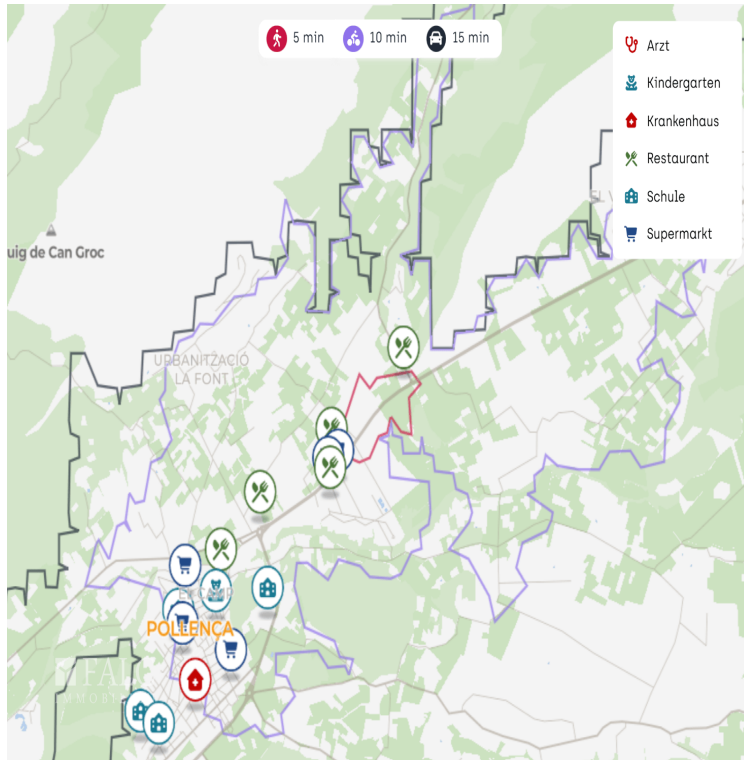 5 min
10 min
15 min
Arzt
Kindergarten
Krankenhaus
Restaurant
Schule
Supermarkt
uig de Can Groc
URBANITZACIÓ
LA FONT
POLLENÇA